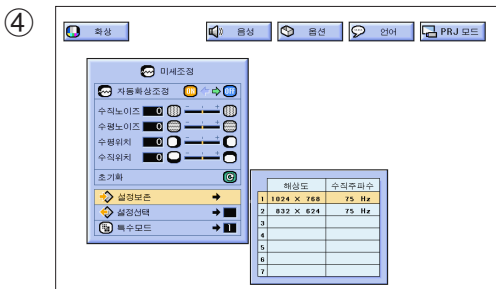 ④
화상 음성 옵션 언어 PRJ 모드
미세조정
자동화상조정 ON OFF
수직노이즈 0
수평노이즈 0
수평위치 0
수직위치 0
초기화
설정보존
설정선택
특수모드 1
해상도 수직주파수
1 1024 × 768 75 Hz
2 832 × 624 75 Hz
3
4
5
6
7